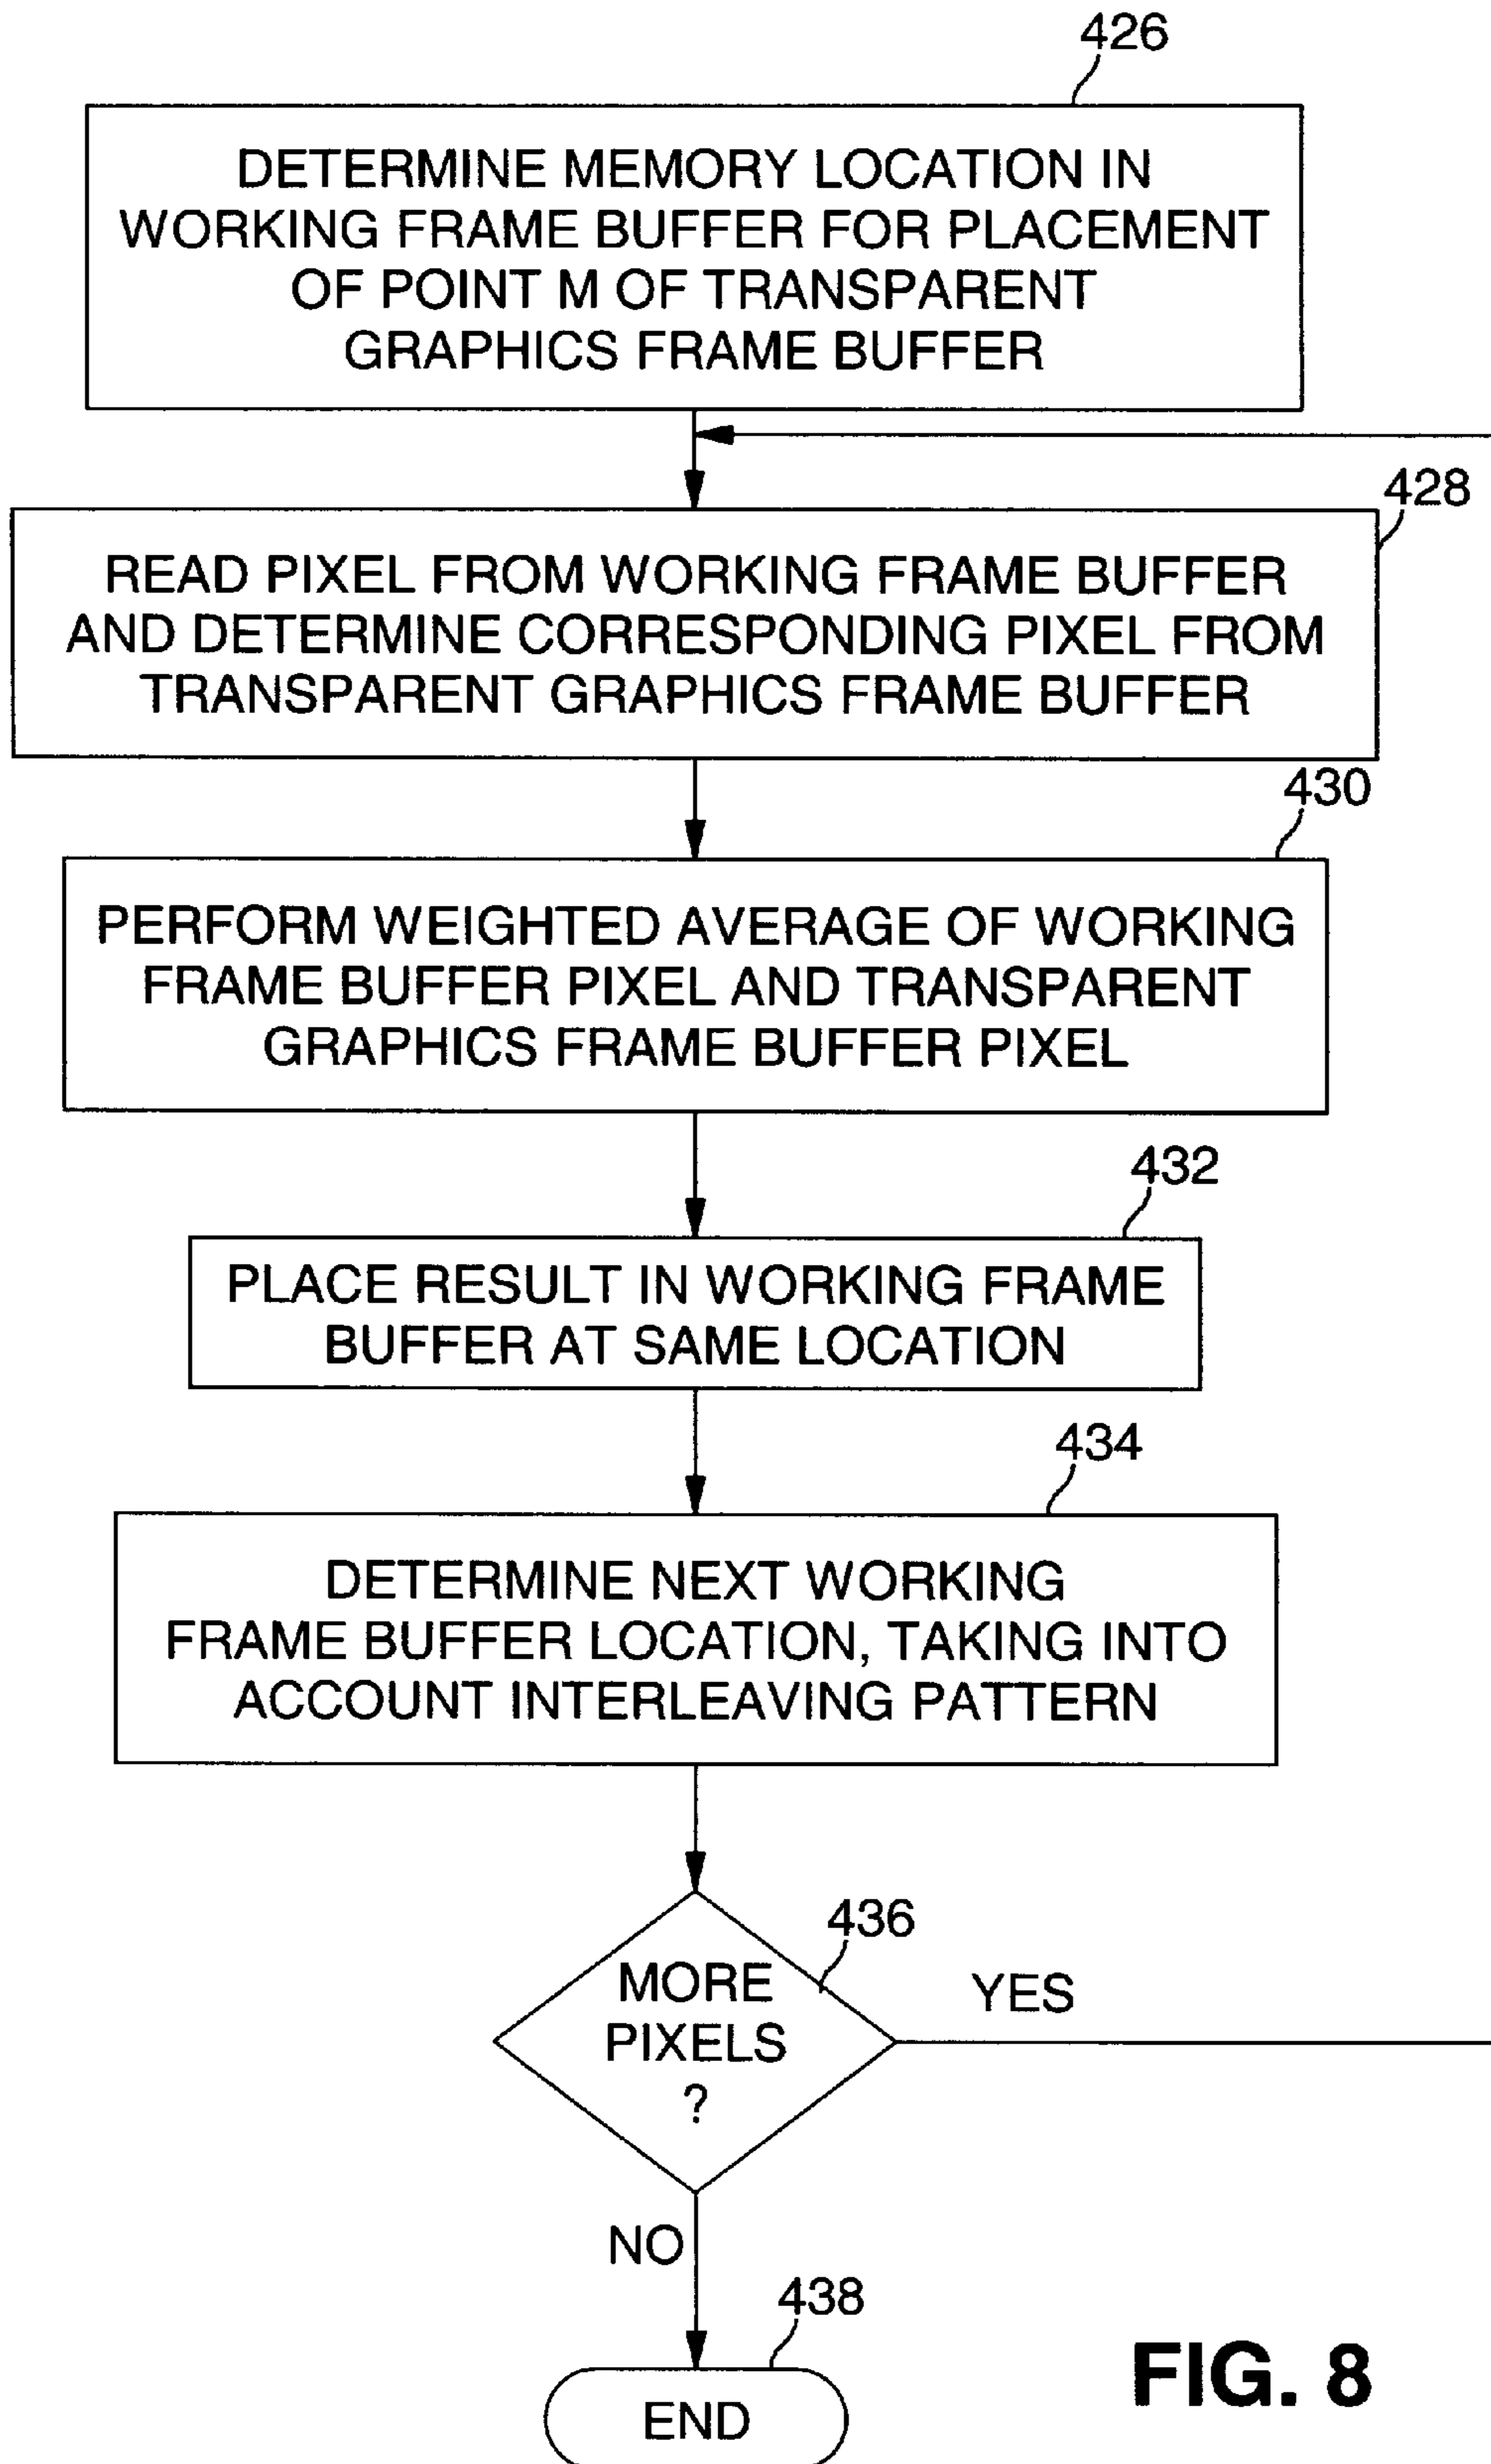 426
DETERMINE MEMORY LOCATION IN
WORKING FRAME BUFFER FOR PLACEMENT
OF POINT M OF TRANSPARENT
GRAPHICS FRAME BUFFER
428
READ PIXEL FROM WORKING FRAME BUFFER
AND DETERMINE CORRESPONDING PIXEL FROM
TRANSPARENT GRAPHICS FRAME BUFFER
430
PERFORM WEIGHTED AVERAGE OF WORKING
FRAME BUFFER PIXEL AND TRANSPARENT
GRAPHICS FRAME BUFFER PIXEL
432
PLACE RESULT IN WORKING FRAME
BUFFER AT SAME LOCATION
434
DETERMINE NEXT WORKING
FRAME BUFFER LOCATION, TAKING INTO
ACCOUNT INTERLEAVING PATTERN
436
MORE
PIXELS
?
YES
NO
438
END
FIG. 8